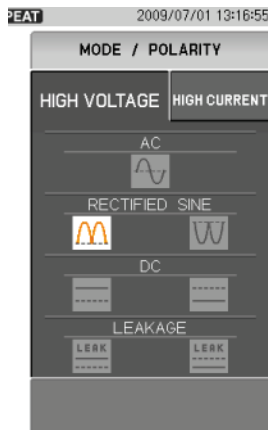 PEAT 2009/07/01 13:16:55
MODE / POLARITY
HIGH VOLTAGE HIGH CURRENT
AC
RECTIFIED SINE
DC
LEAKAGE
LEAK LEAK